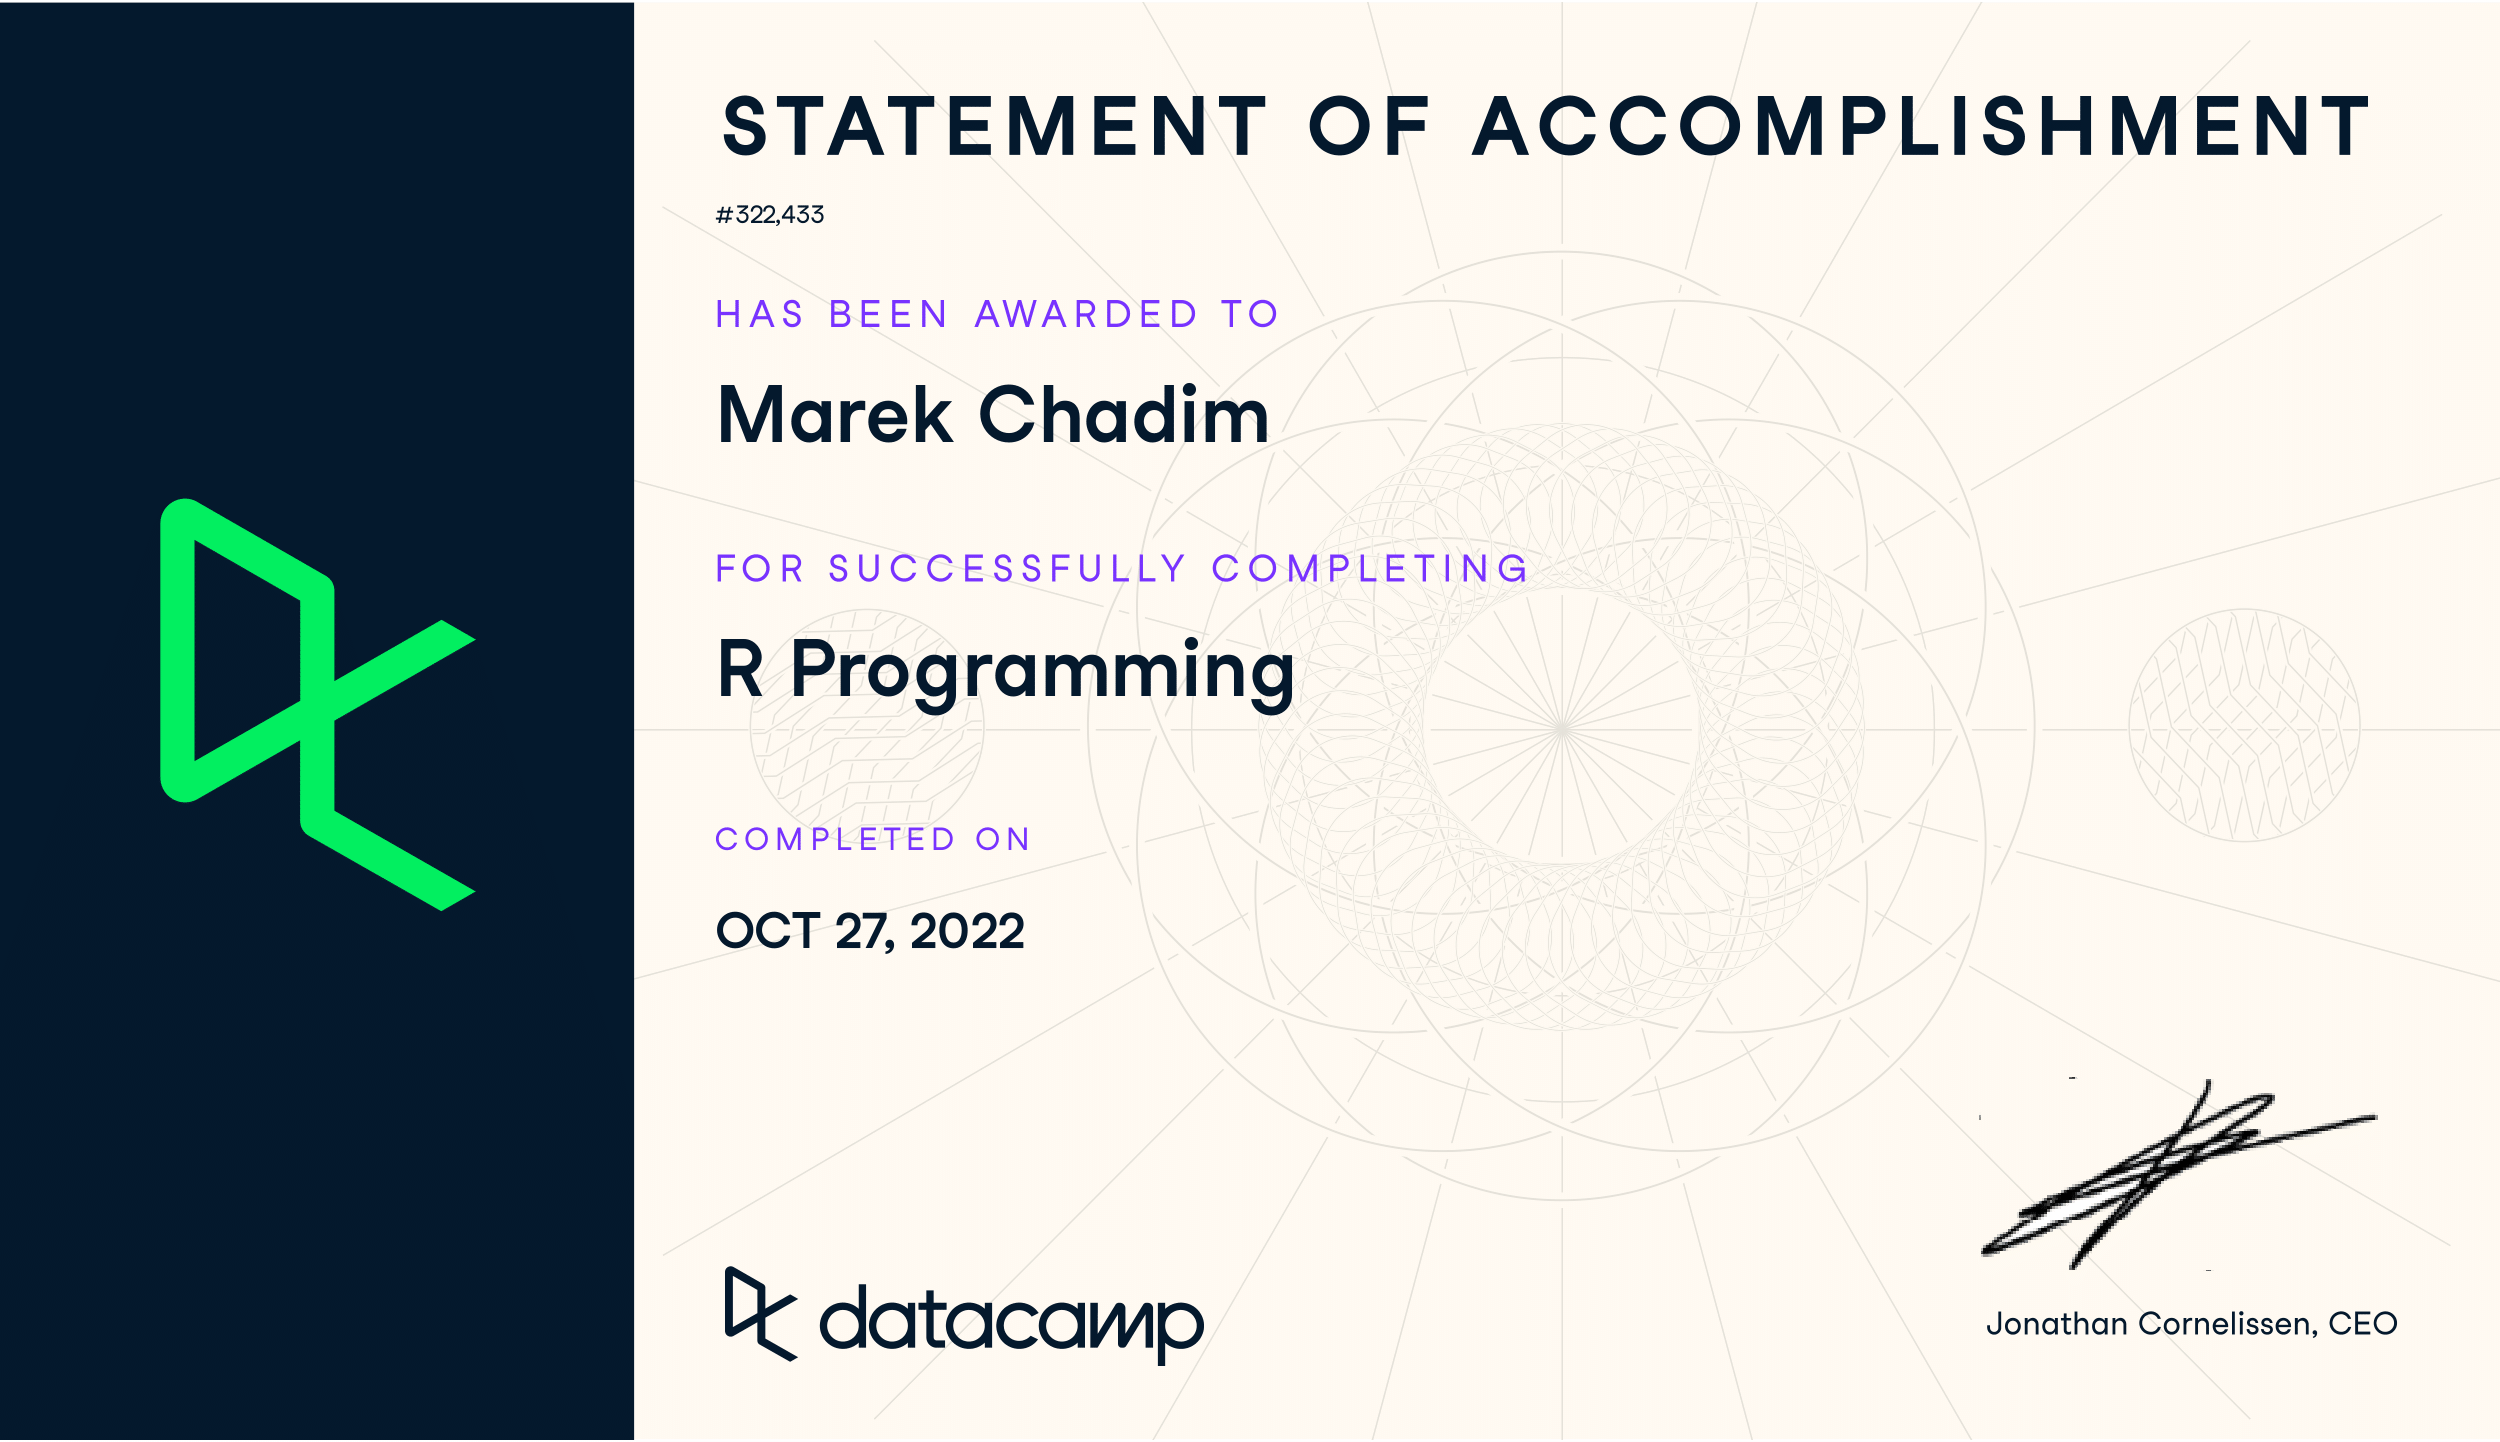 STATEMENT OF ACCOMPLISHMENT
#322,433
HAS BEEN AWARDED TO
Marek Chadim
FOR SUCCESSFULLY COMPLETING
R Programming
COMPLETED ON
OCT 27, 2022
datacamp
Jonathan Cornelissen, CEO